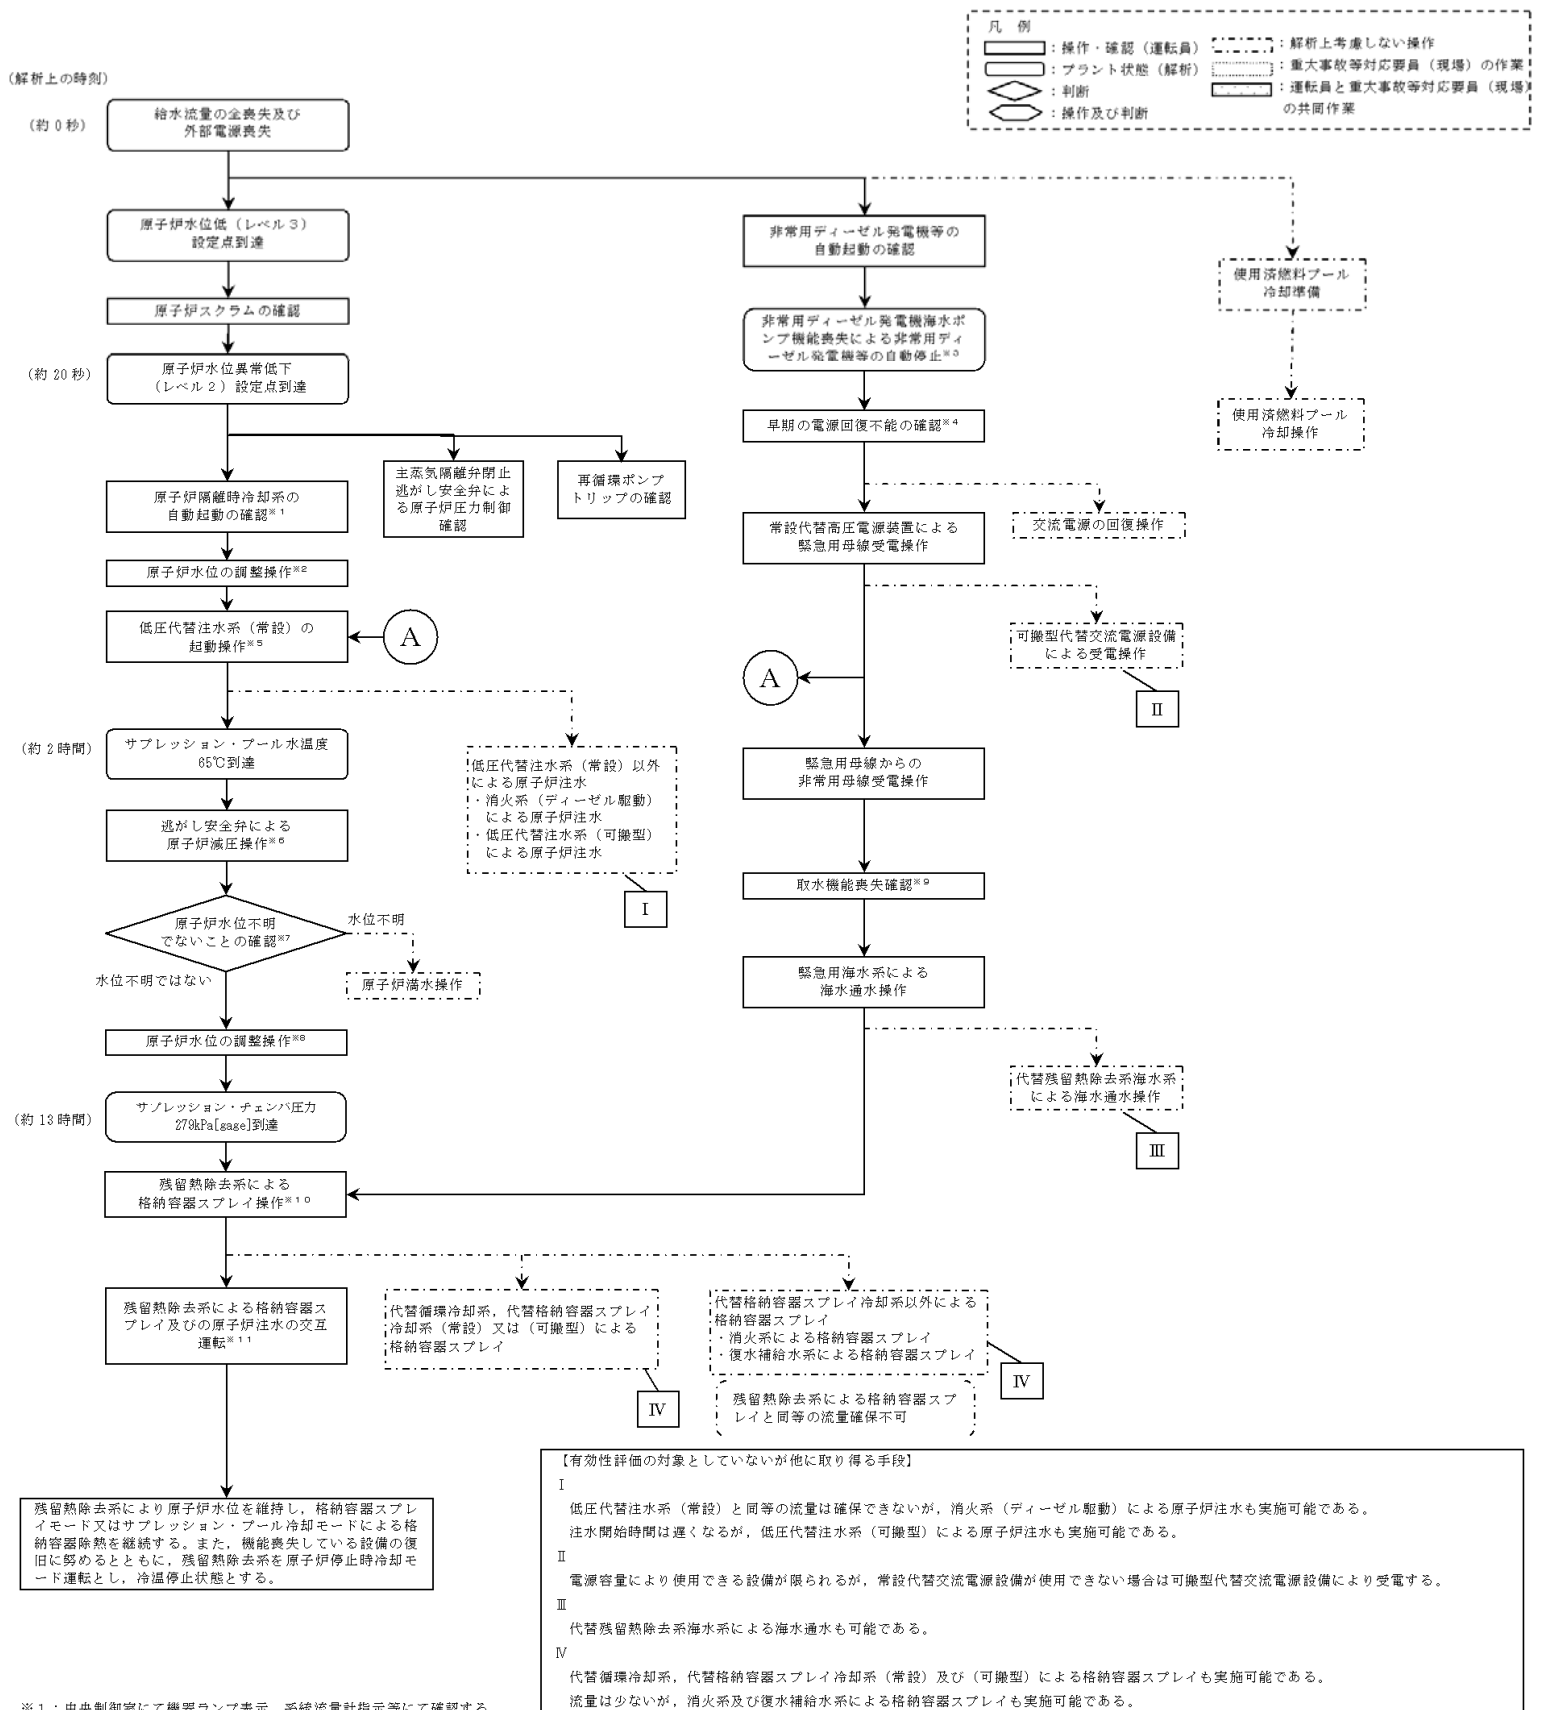 凡 例
：操作・確認（運転員）
：プラント状態（解析）
：判断
：操作及び判断
：解析上考慮しない操作
：重大事故等対応要員（現場）の作業
：運転員と重大事故等対応要員（現場）
の共同作業
（解析上の時刻）
（約０秒）
給水流量の全喪失及び
外部電源喪失
原子炉水位低（レベル３）
設定点到達
原子炉スクラムの確認
（約 20 秒）
原子炉水位異常低下
（レベル２）設定点到達
原子炉隔離時冷却系の
自動起動の確認※１
主蒸気隔離弁閉止
逃がし安全弁によ
る原子炉圧力制御
確認
再循環ポンプ
トリップの確認
原子炉水位の調整操作※２
低圧代替注水系（常設）の
起動操作※５
A
（約２時間）
サプレッション・プール水温度
65℃到達
低圧代替注水系（常設）以外
による原子炉注水
・消火系（ディーゼル駆動）
による原子炉注水
・低圧代替注水系（可搬型）
による原子炉注水
Ⅰ
逃がし安全弁による
原子炉減圧操作※６
原子炉水位不明
でないことの確認※７
水位不明
水位不明ではない
原子炉満水操作
原子炉水位の調整操作※８
（約 13 時間）
サプレッション・チェンバ圧力
279kPa[gage]到達
残留熱除去系による
格納容器スプレイ操作※１０
非常用ディーゼル発電機等の
自動起動の確認
非常用ディーゼル発電機海水ポ
ンプ機能喪失による非常用ディ
ーゼル発電機等の自動停止※３
早期の電源回復不能の確認※４
常設代替高圧電源装置による
緊急用母線受電操作
A
緊急用母線からの
非常用母線受電操作
取水機能喪失確認※９
緊急用海水系による
海水通水操作
使用済燃料プール
冷却準備
使用済燃料プール
冷却操作
交流電源の回復操作
可搬型代替交流電源設備
による受電操作
Ⅱ
代替残留熱除去系海水系
による海水通水操作
Ⅲ
残留熱除去系による格納容器ス
プレイ及びの原子炉注水の交互
運転※１１
代替循環冷却系，代替格納容器スプレイ
冷却系（常設）又は（可搬型）による
格納容器スプレイ
Ⅳ
代替格納容器スプレイ冷却系以外による
格納容器スプレイ
・消火系による格納容器スプレイ
・復水補給水系による格納容器スプレイ
Ⅳ
残留熱除去系による格納容器スプ
レイと同等の流量確保不可
残留熱除去系により原子炉水位を維持し，格納容器スプレ
イモード又はサプレッション・プール冷却モードによる格
納容器除熱を継続する。また，機能喪失している設備の復
旧に努めるとともに，残留熱除去系を原子炉停止時冷却モ
ード運転とし，冷温停止状態とする。
【有効性評価の対象としていないが他に取り得る手段】
Ⅰ
低圧代替注水系（常設）と同等の流量は確保できないが，消火系（ディーゼル駆動）による原子炉注水も実施可能である。
注水開始時間は遅くなるが，低圧代替注水系（可搬型）による原子炉注水も実施可能である。
Ⅱ
電源容量により使用できる設備が限られるが，常設代替交流電源設備が使用できない場合は可搬型代替交流電源設備により受電する。
Ⅲ
代替残留熱除去系海水系による海水通水も可能である。
Ⅳ
代替循環冷却系，代替格納容器スプレイ冷却系（常設）及び（可搬型）による格納容器スプレイも実施可能である。
流量は少ないが，消火系及び復水補給水系による格納容器スプレイも実施可能である。
※１：中央制御室にて機器ランプ表示，系統流量計指示等にて確認する